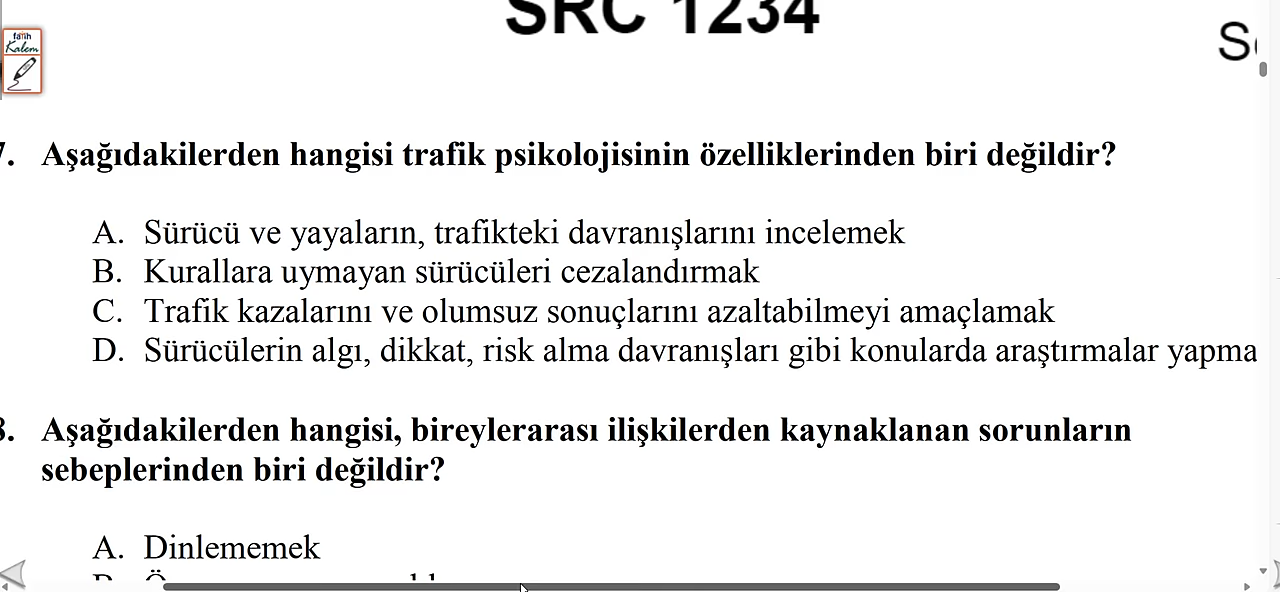 SRC 1234
fatih
Kalem
7. Aşağıdakilerden hangisi trafik psikolojisinin özelliklerinden biri değildir?
A. Sürücü ve yayaların, trafikteki davranışlarını incelemek
B. Kurallara uymayan sürücüleri cezalandırmak
C. Trafik kazalarını ve olumsuz sonuçlarını azaltabilmeyi amaçlamak
D. Sürücülerin algı, dikkat, risk alma davranışları gibi konularda araştırmalar yapma
8. Aşağıdakilerden hangisi, bireylerarası ilişkilerden kaynaklanan sorunların
sebeplerinden biri değildir?
A. Dinlememek